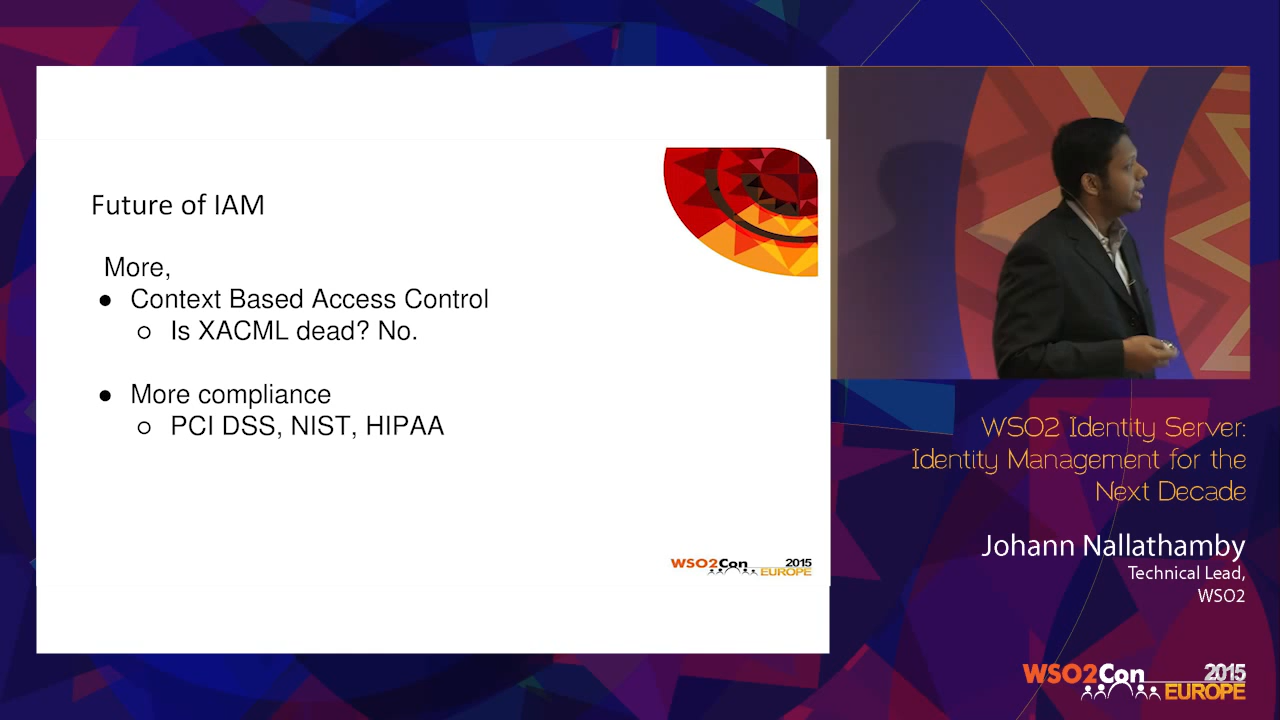 Future of IAM
More,
● Context Based Access Control
○ Is XACML dead? No.
● More compliance
○ PCI DSS, NIST, HIPAA
WSO2Con 2015
EUROPE
WSO2 Identity Server:
Identity Management for the
Next Decade
Johann Nallathamby
Technical Lead,
WSO2
WSO2Con 2015
EUROPE